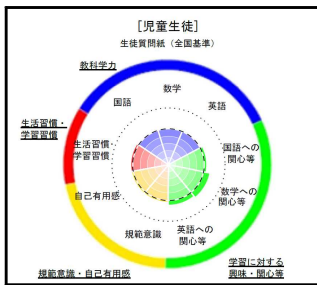 [児童生徒]
生徒質問紙（全国基準）
教科学力
数学
国語
英語
生活習慣・
学習習慣
生活習慣・
学習習慣
国語への
関心等
自己有用感
数学への
関心等
規範意識
英語への
関心等
規範意識・自己有用感
学習に対する
興味・関心等